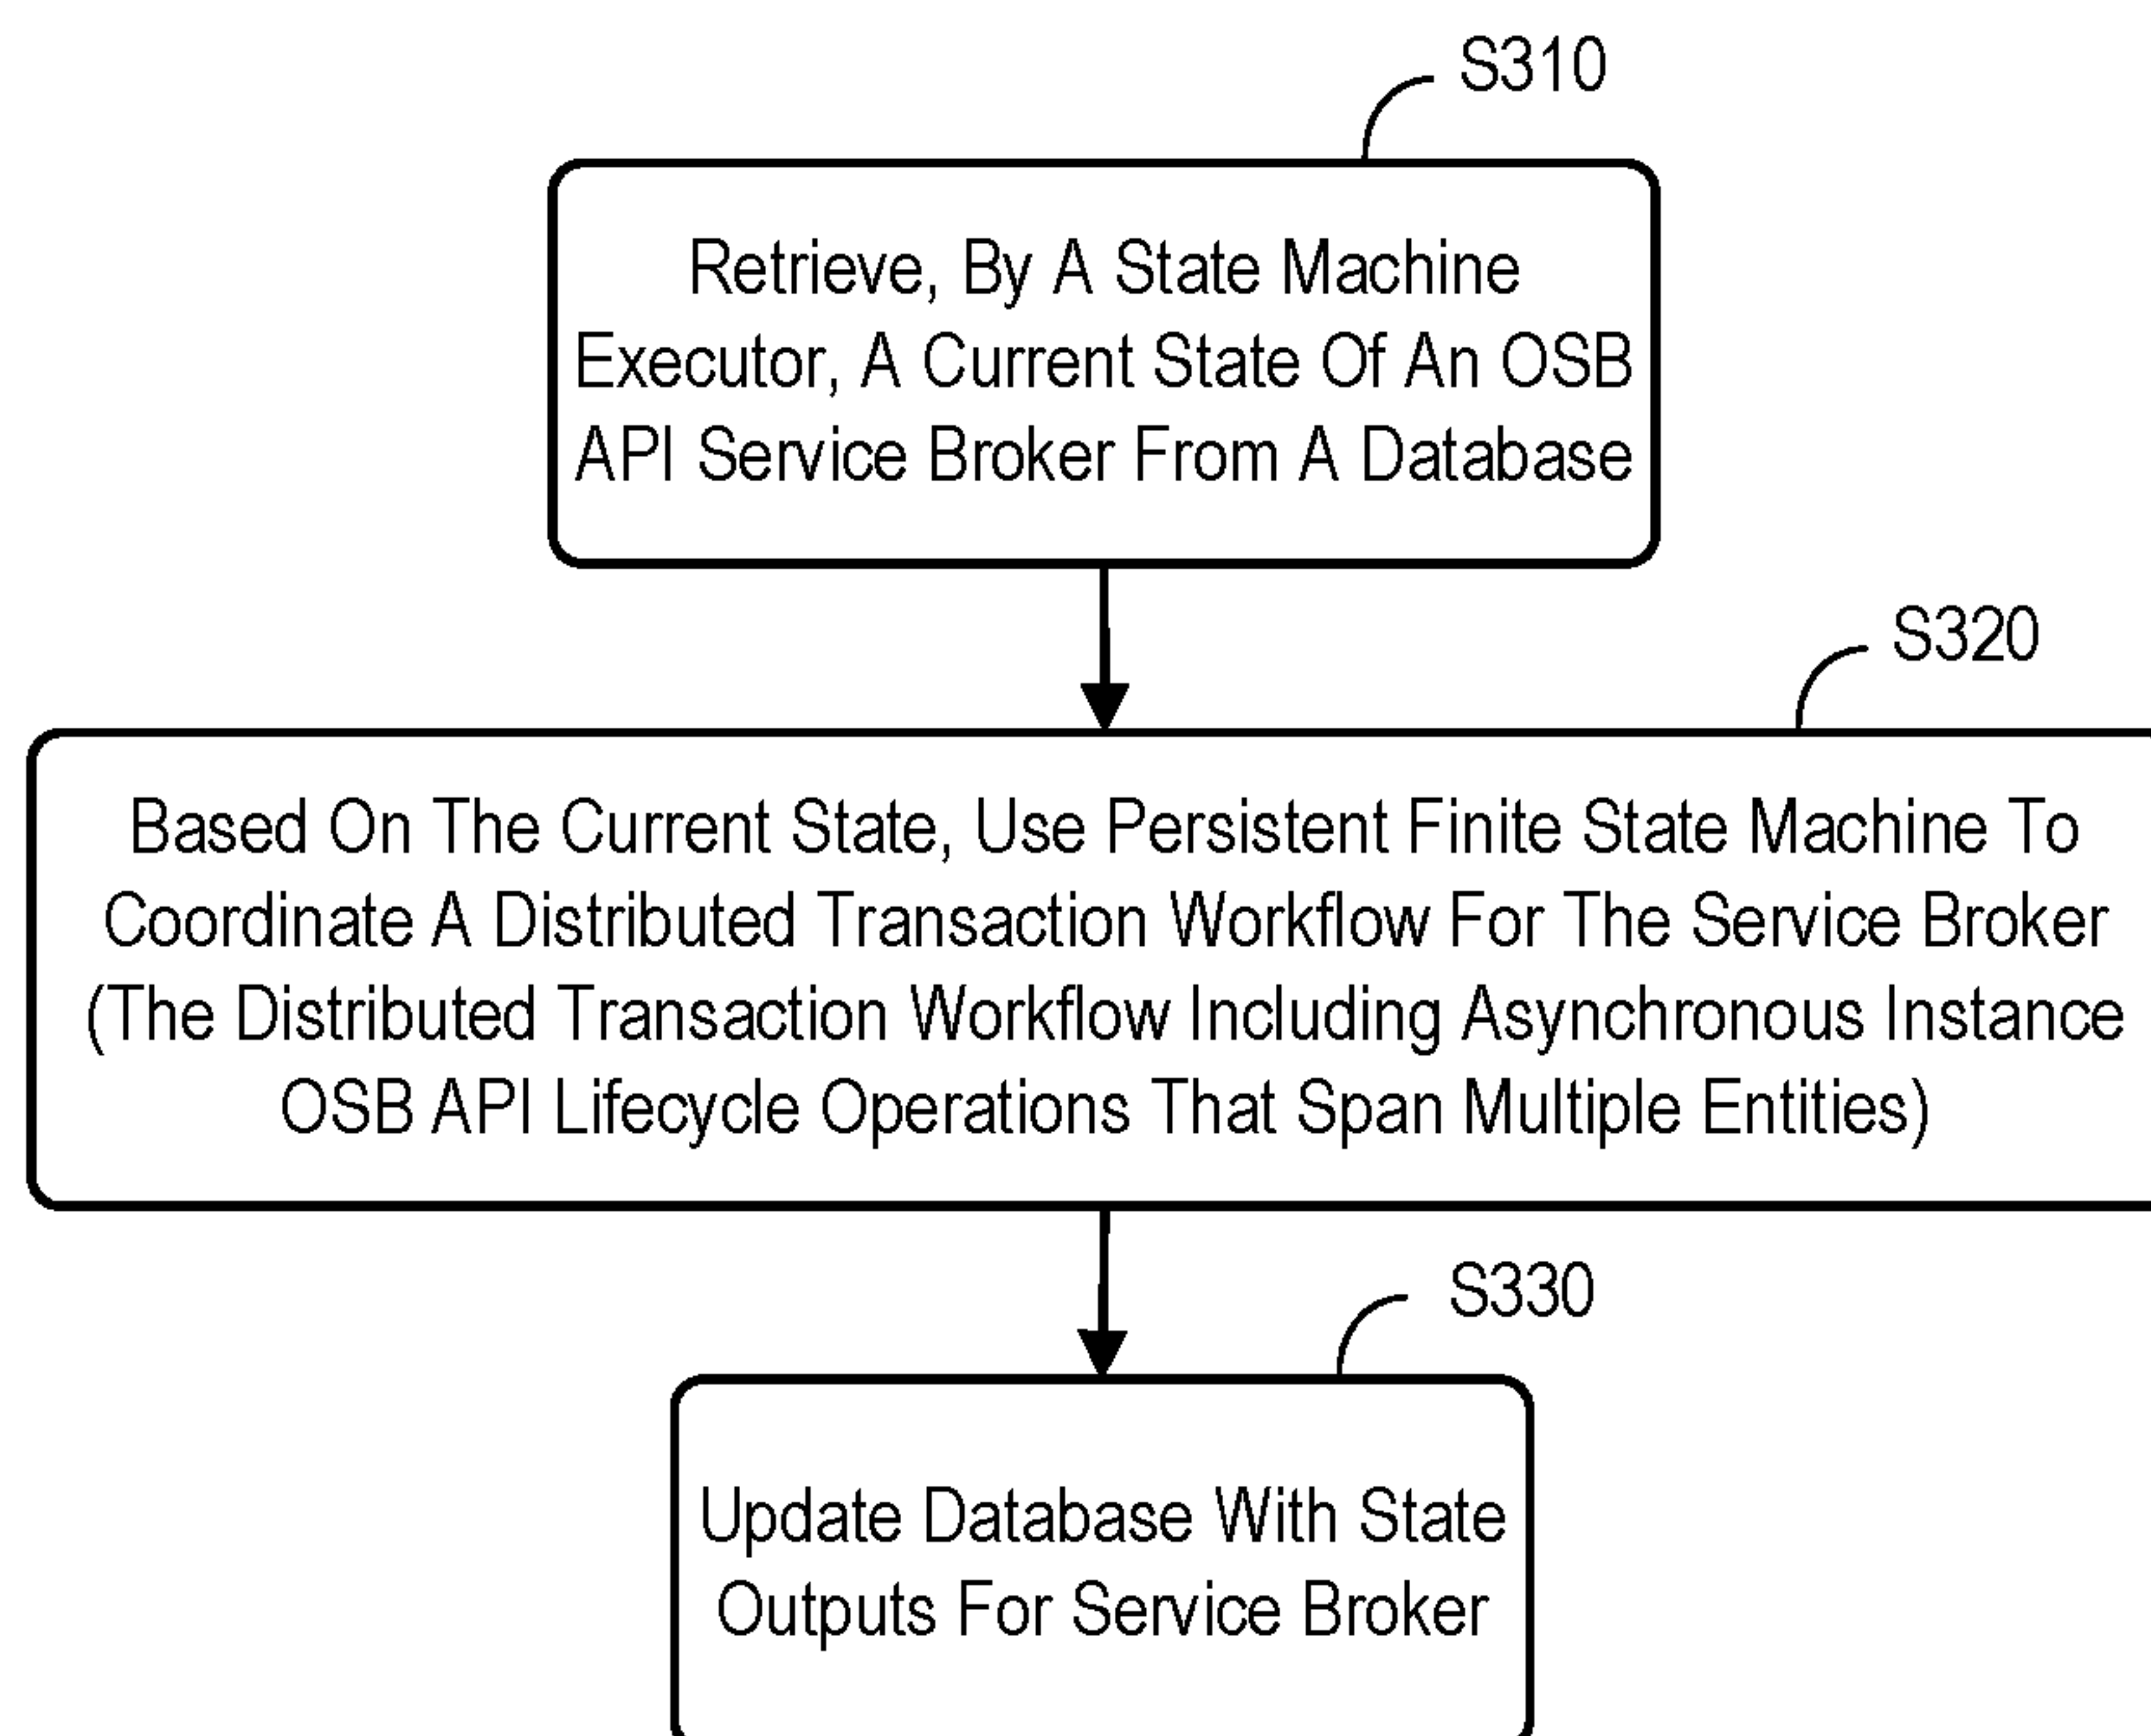 S310
Retrieve, By A State Machine
Executor, A Current State Of An OSB
API Service Broker From A Database
S320
Based On The Current State, Use Persistent Finite State Machine To
Coordinate A Distributed Transaction Workflow For The Service Broker
(The Distributed Transaction Workflow Including Asynchronous Instance
OSB API Lifecycle Operations That Span Multiple Entities)
S330
Update Database With State
Outputs For Service Broker